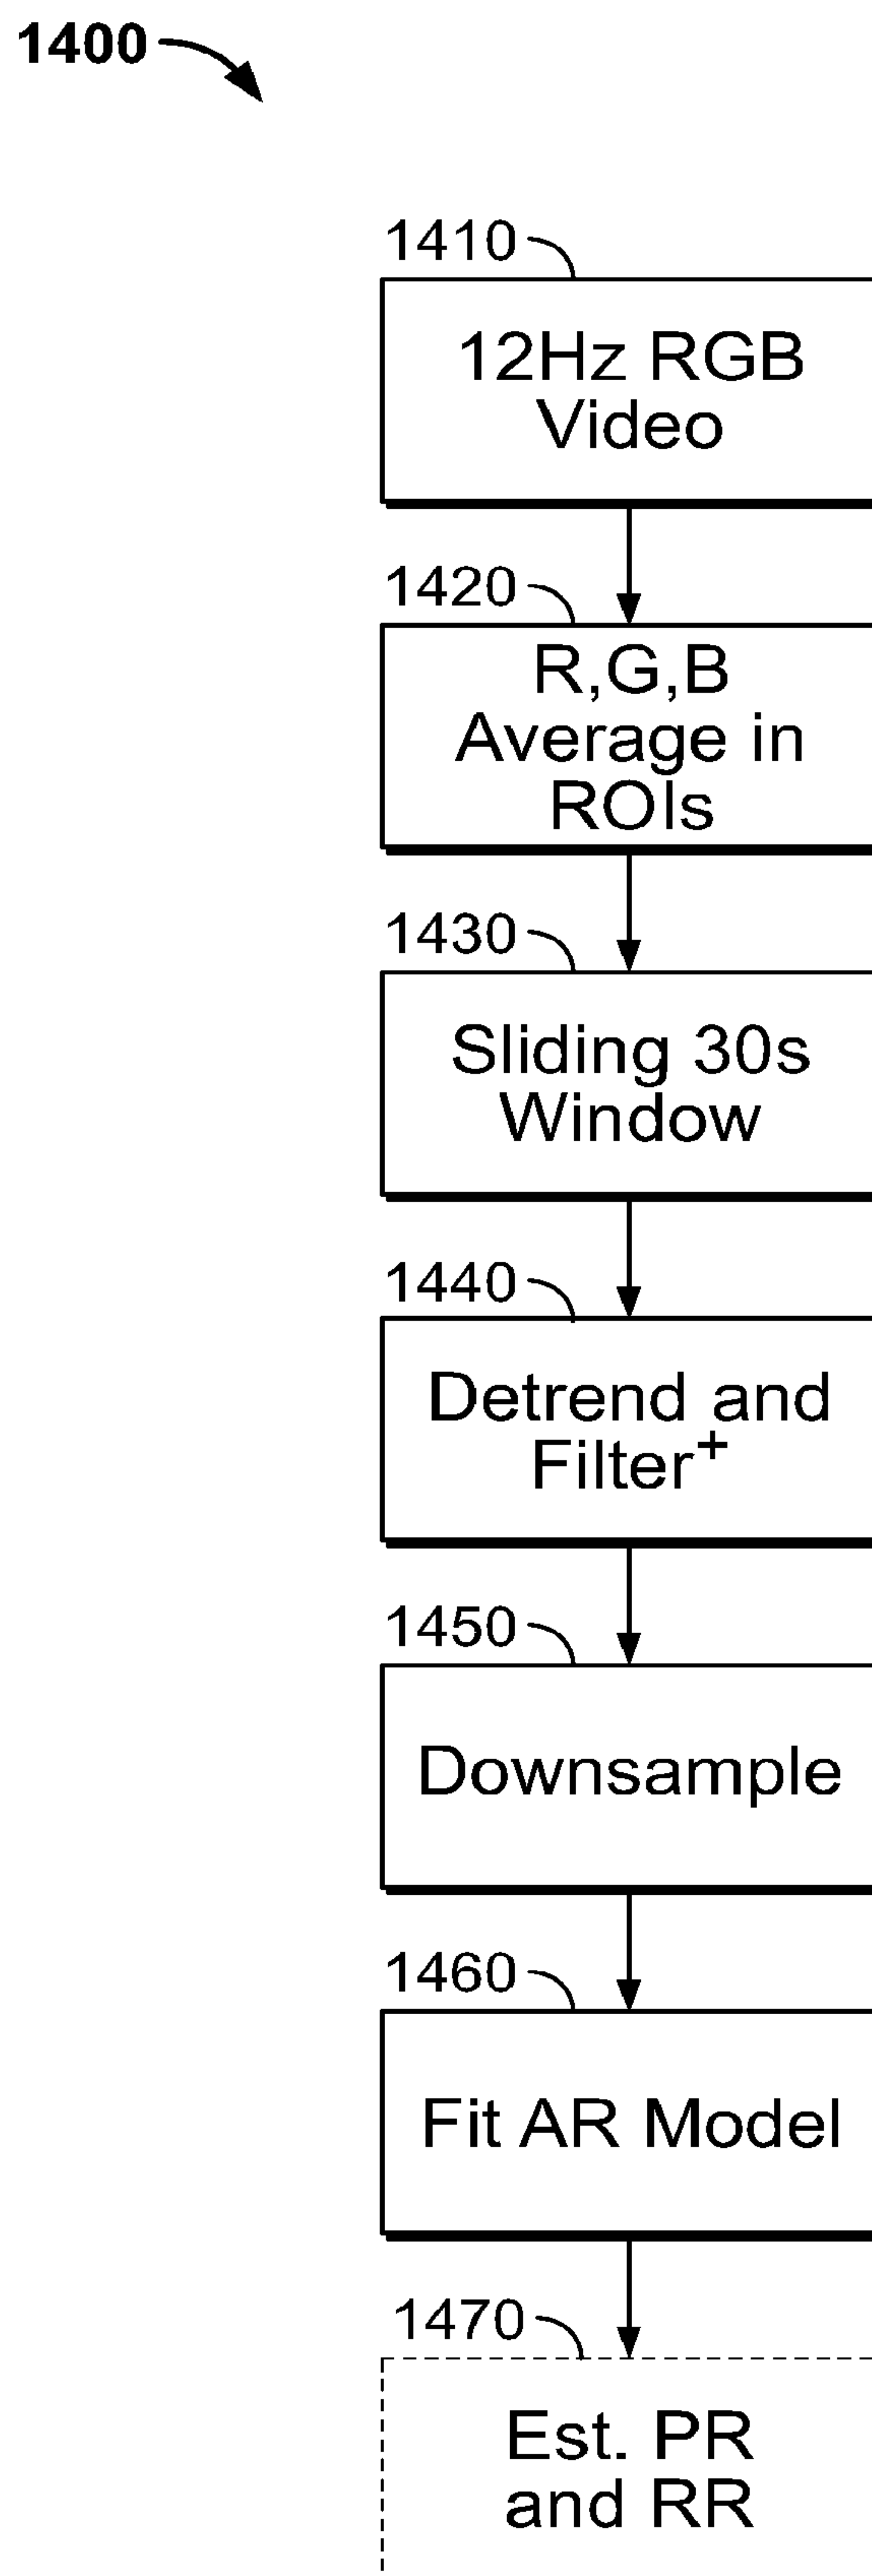 1400
1410
12Hz RGB
Video
1420
R,G,B
Average in
ROIs
1430
Sliding 30s
Window
1440
Detrend and
Filter⁺
1450
Downsample
1460
Fit AR Model
1470
Est. PR
and RR